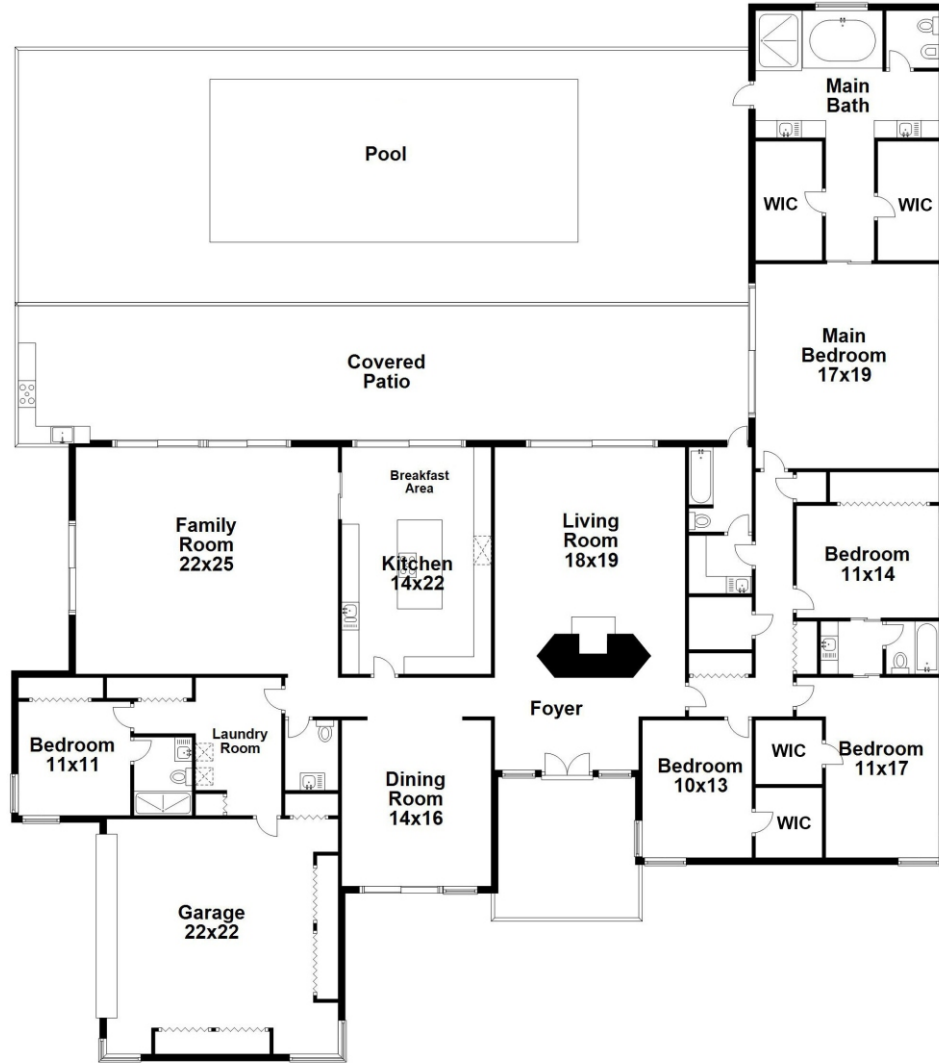 Main
Bath
Pool
WIC
WIC
Main
Bedroom
17x19
Covered
Patio
Breakfast
Area
Family
Room
22x25
Kitchen
14x22
Living
Room
18x19
Bedroom
11x14
Foyer
Laundry
Room
Bedroom
11x11
Dining
Room
14x16
Bedroom
10x13
WIC
Bedroom
11x17
WIC
Garage
22x22